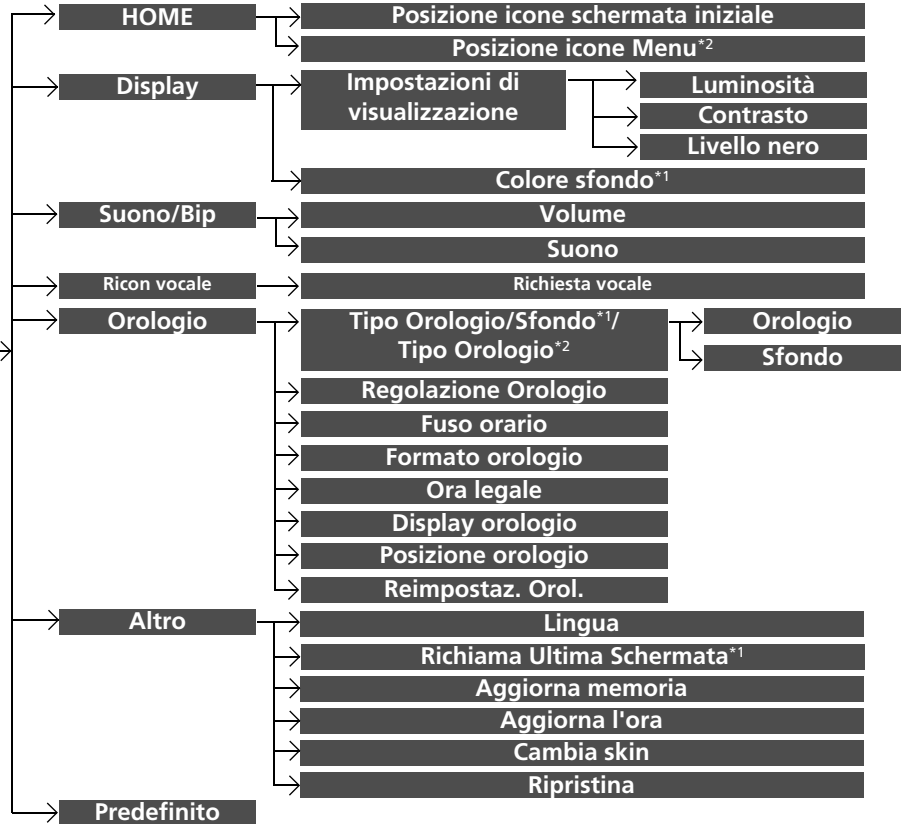 HOME
Posizione icone schermata iniziale
Posizione icone Menu*2
Display
Impostazioni di
visualizzazione
Luminosità
Contrasto
Livello nero
Colore sfondo*1
Suono/Bip
Volume
Suono
Ricon vocale
Richiesta vocale
Orologio
Tipo Orologio/Sfondo*1/
Tipo Orologio*2
Orologio
Sfondo
Regolazione Orologio
Fuso orario
Formato orologio
Ora legale
Display orologio
Posizione orologio
Reimpostaz. Orol.
Altro
Lingua
Richiama Ultima Schermata*1
Aggiorna memoria
Aggiorna l'ora
Cambia skin
Ripristina
Predefinito